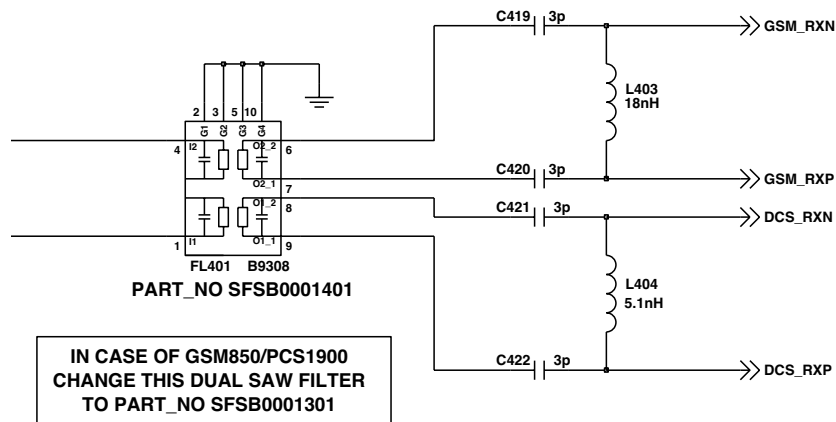 C419 3p
GSM_RXN
L403
18nH
2 3 5 10
G1 G2 G3 G4
4 I2 O2_2 6
C420 3p
GSM_RXP
O2_1 7
C421 3p
DCS_RXN
O1_2 8
1 I1 O1_1 9
FL401 B9308
PART_NO SFSB0001401
L404
5.1nH
IN CASE OF GSM850/PCS1900
CHANGE THIS DUAL SAW FILTER
TO PART_NO SFSB0001301
C422 3p
DCS_RXP